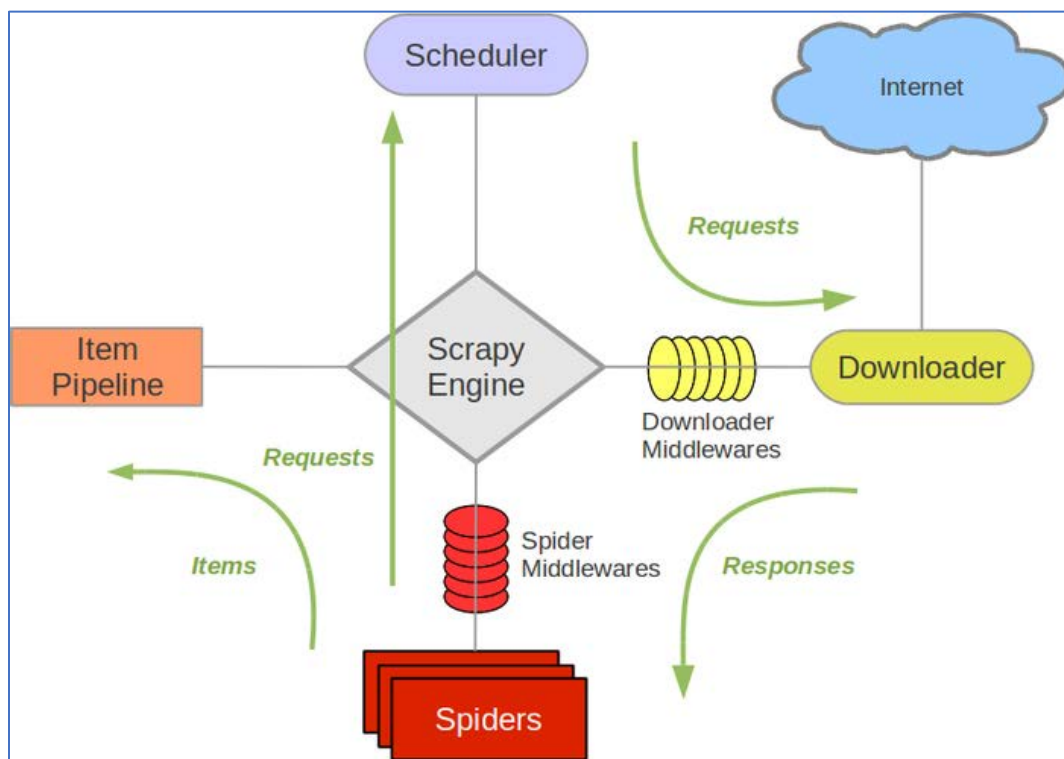 Scheduler
Internet
Requests
Item
Pipeline
Scrapy
Engine
Downloader
Downloader
Middlewares
Requests
Items
Spider
Middlewares
Responses
Spiders